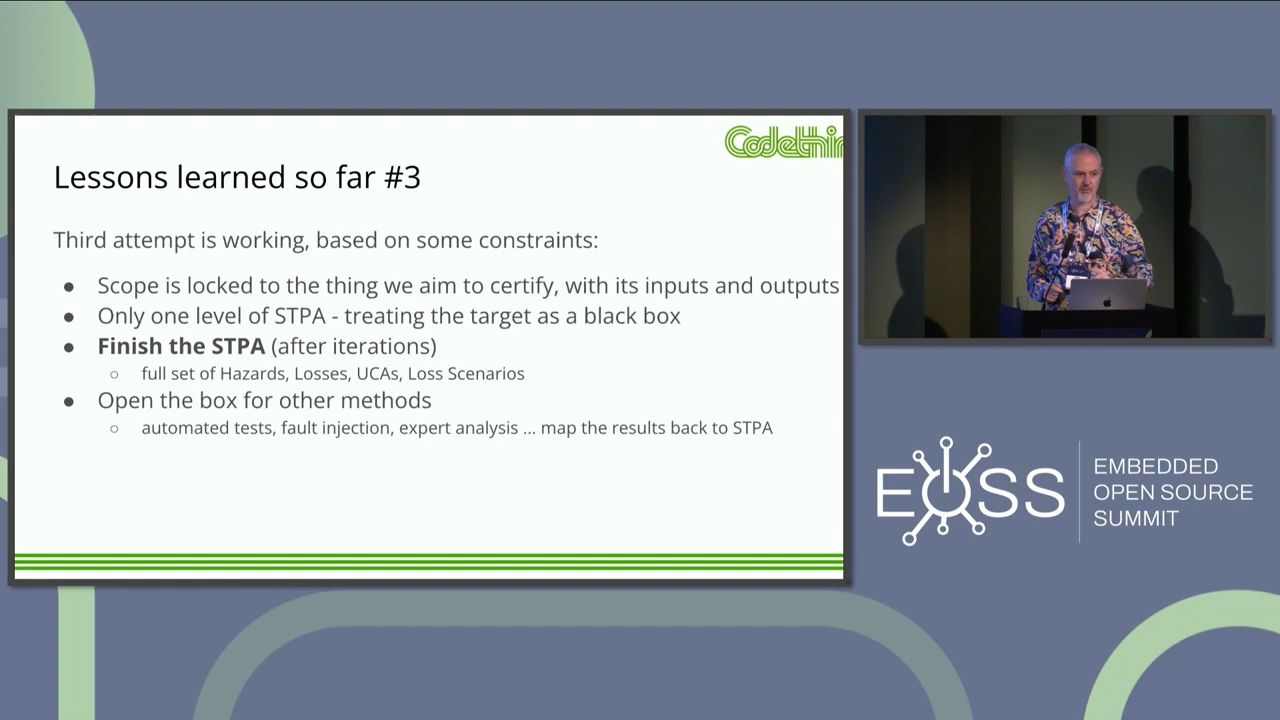 Codethin
Lessons learned so far #3
Third attempt is working, based on some constraints:
● Scope is locked to the thing we aim to certify, with its inputs and outputs
● Only one level of STPA - treating the target as a black box
● Finish the STPA (after iterations)
○ full set of Hazards, Losses, UCAs, Loss Scenarios
● Open the box for other methods
○ automated tests, fault injection, expert analysis ... map the results back to STPA
EOSS
EMBEDDED
OPEN SOURCE
SUMMIT